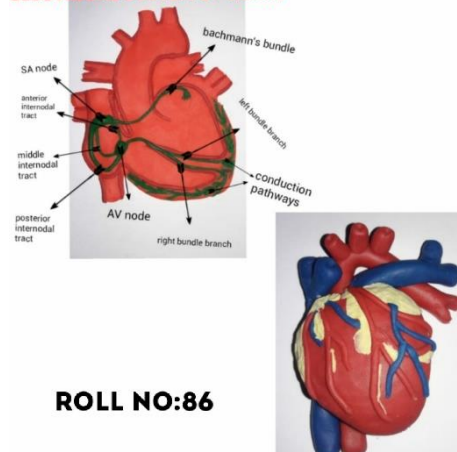 bachmann's bundle
SA node
anterior
internodal
tract
left bundle branch
middle
internodal
tract
conduction
pathways
posterior
internodal
tract
AV node
right bundle branch
ROLL NO:86